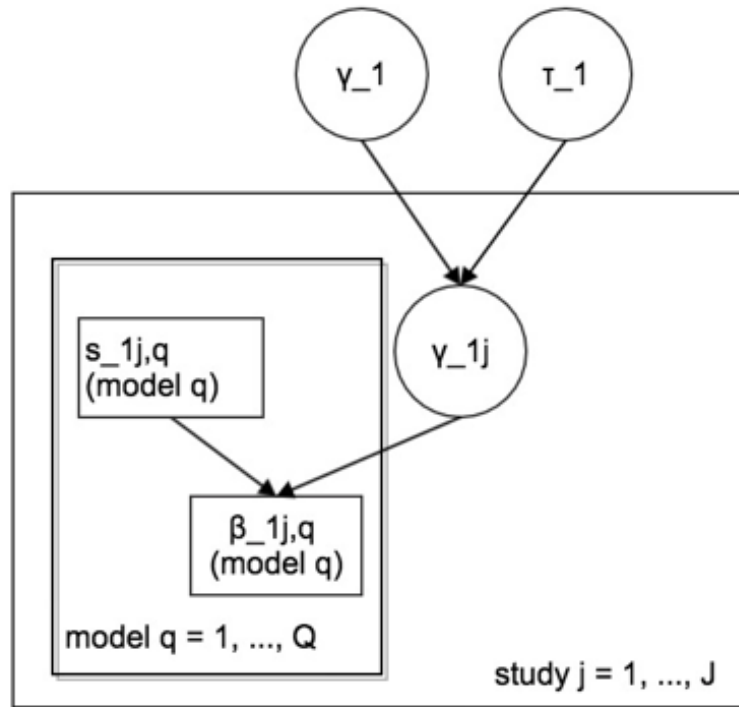 γ_1
τ_1
γ_1j
s_1j,q
(model q)
β_1j,q
(model q)
model q = 1, ..., Q
study j = 1, ..., J